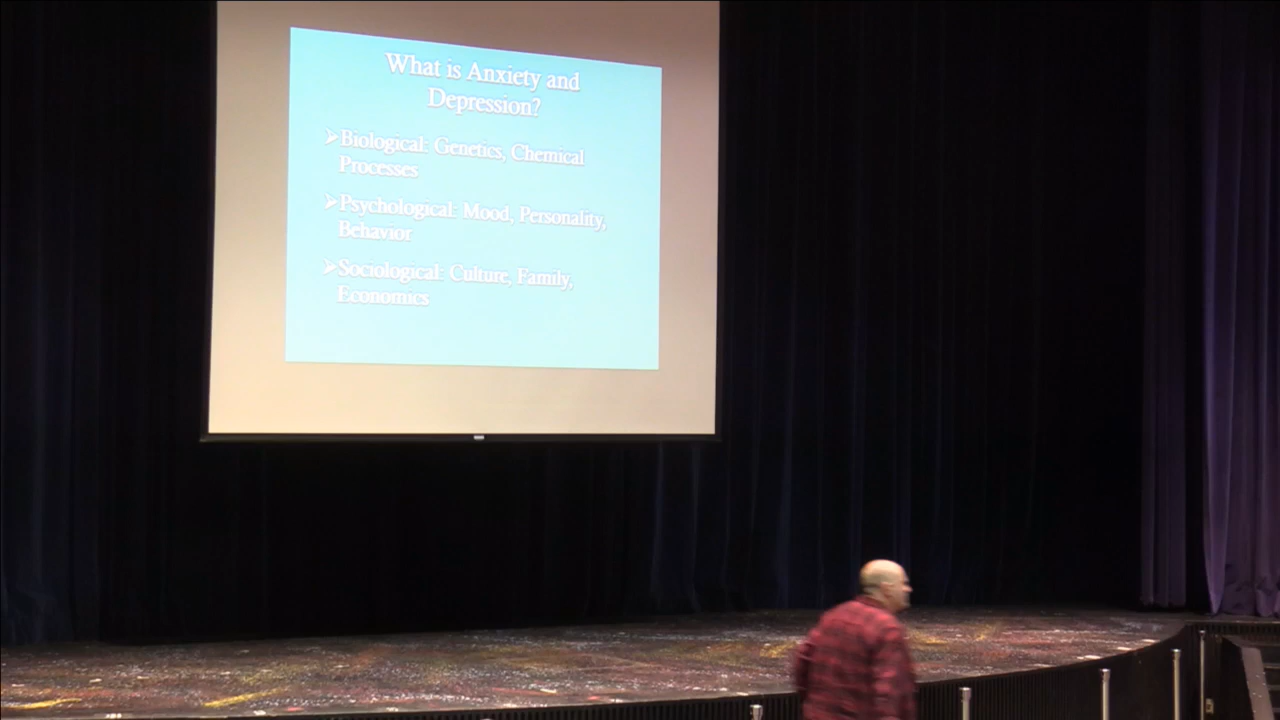 What is Anxiety and
Depression?
➢Biological: Genetics, Chemical
Processes
➢Psychological: Mood, Personality,
Behavior
➢Sociological: Culture, Family,
Economics